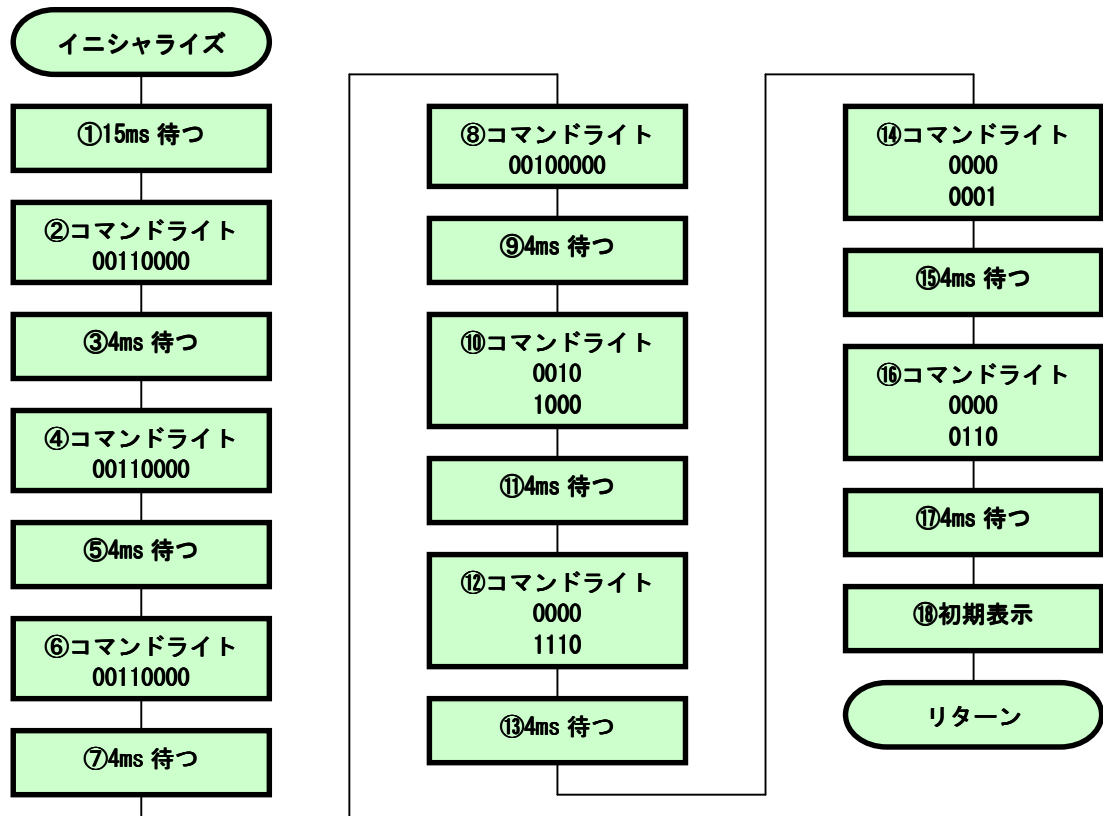 イニシャライズ
①15ms 待つ
②コマンドライト
00110000
③4ms 待つ
④コマンドライト
00110000
⑤4ms 待つ
⑥コマンドライト
00110000
⑦4ms 待つ
⑧コマンドライト
00100000
⑨4ms 待つ
⑩コマンドライト
0010
1000
⑪4ms 待つ
⑫コマンドライト
0000
1110
⑬4ms 待つ
⑭コマンドライト
0000
0001
⑮4ms 待つ
⑯コマンドライト
0000
0110
⑰4ms 待つ
⑱初期表示
リターン